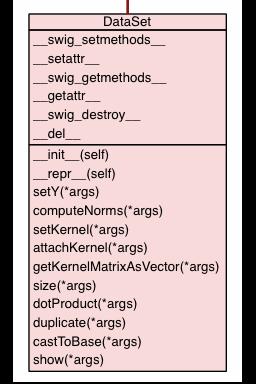 DataSet
__swig_setmethods__
__setattr__
__swig_getmethods__
__getattr__
__swig_destroy__
__del__
__init__(self)
__repr__(self)
setY(*args)
computeNorms(*args)
setKernel(*args)
attachKernel(*args)
getKernelMatrixAsVector(*args)
size(*args)
dotProduct(*args)
duplicate(*args)
castToBase(*args)
show(*args)